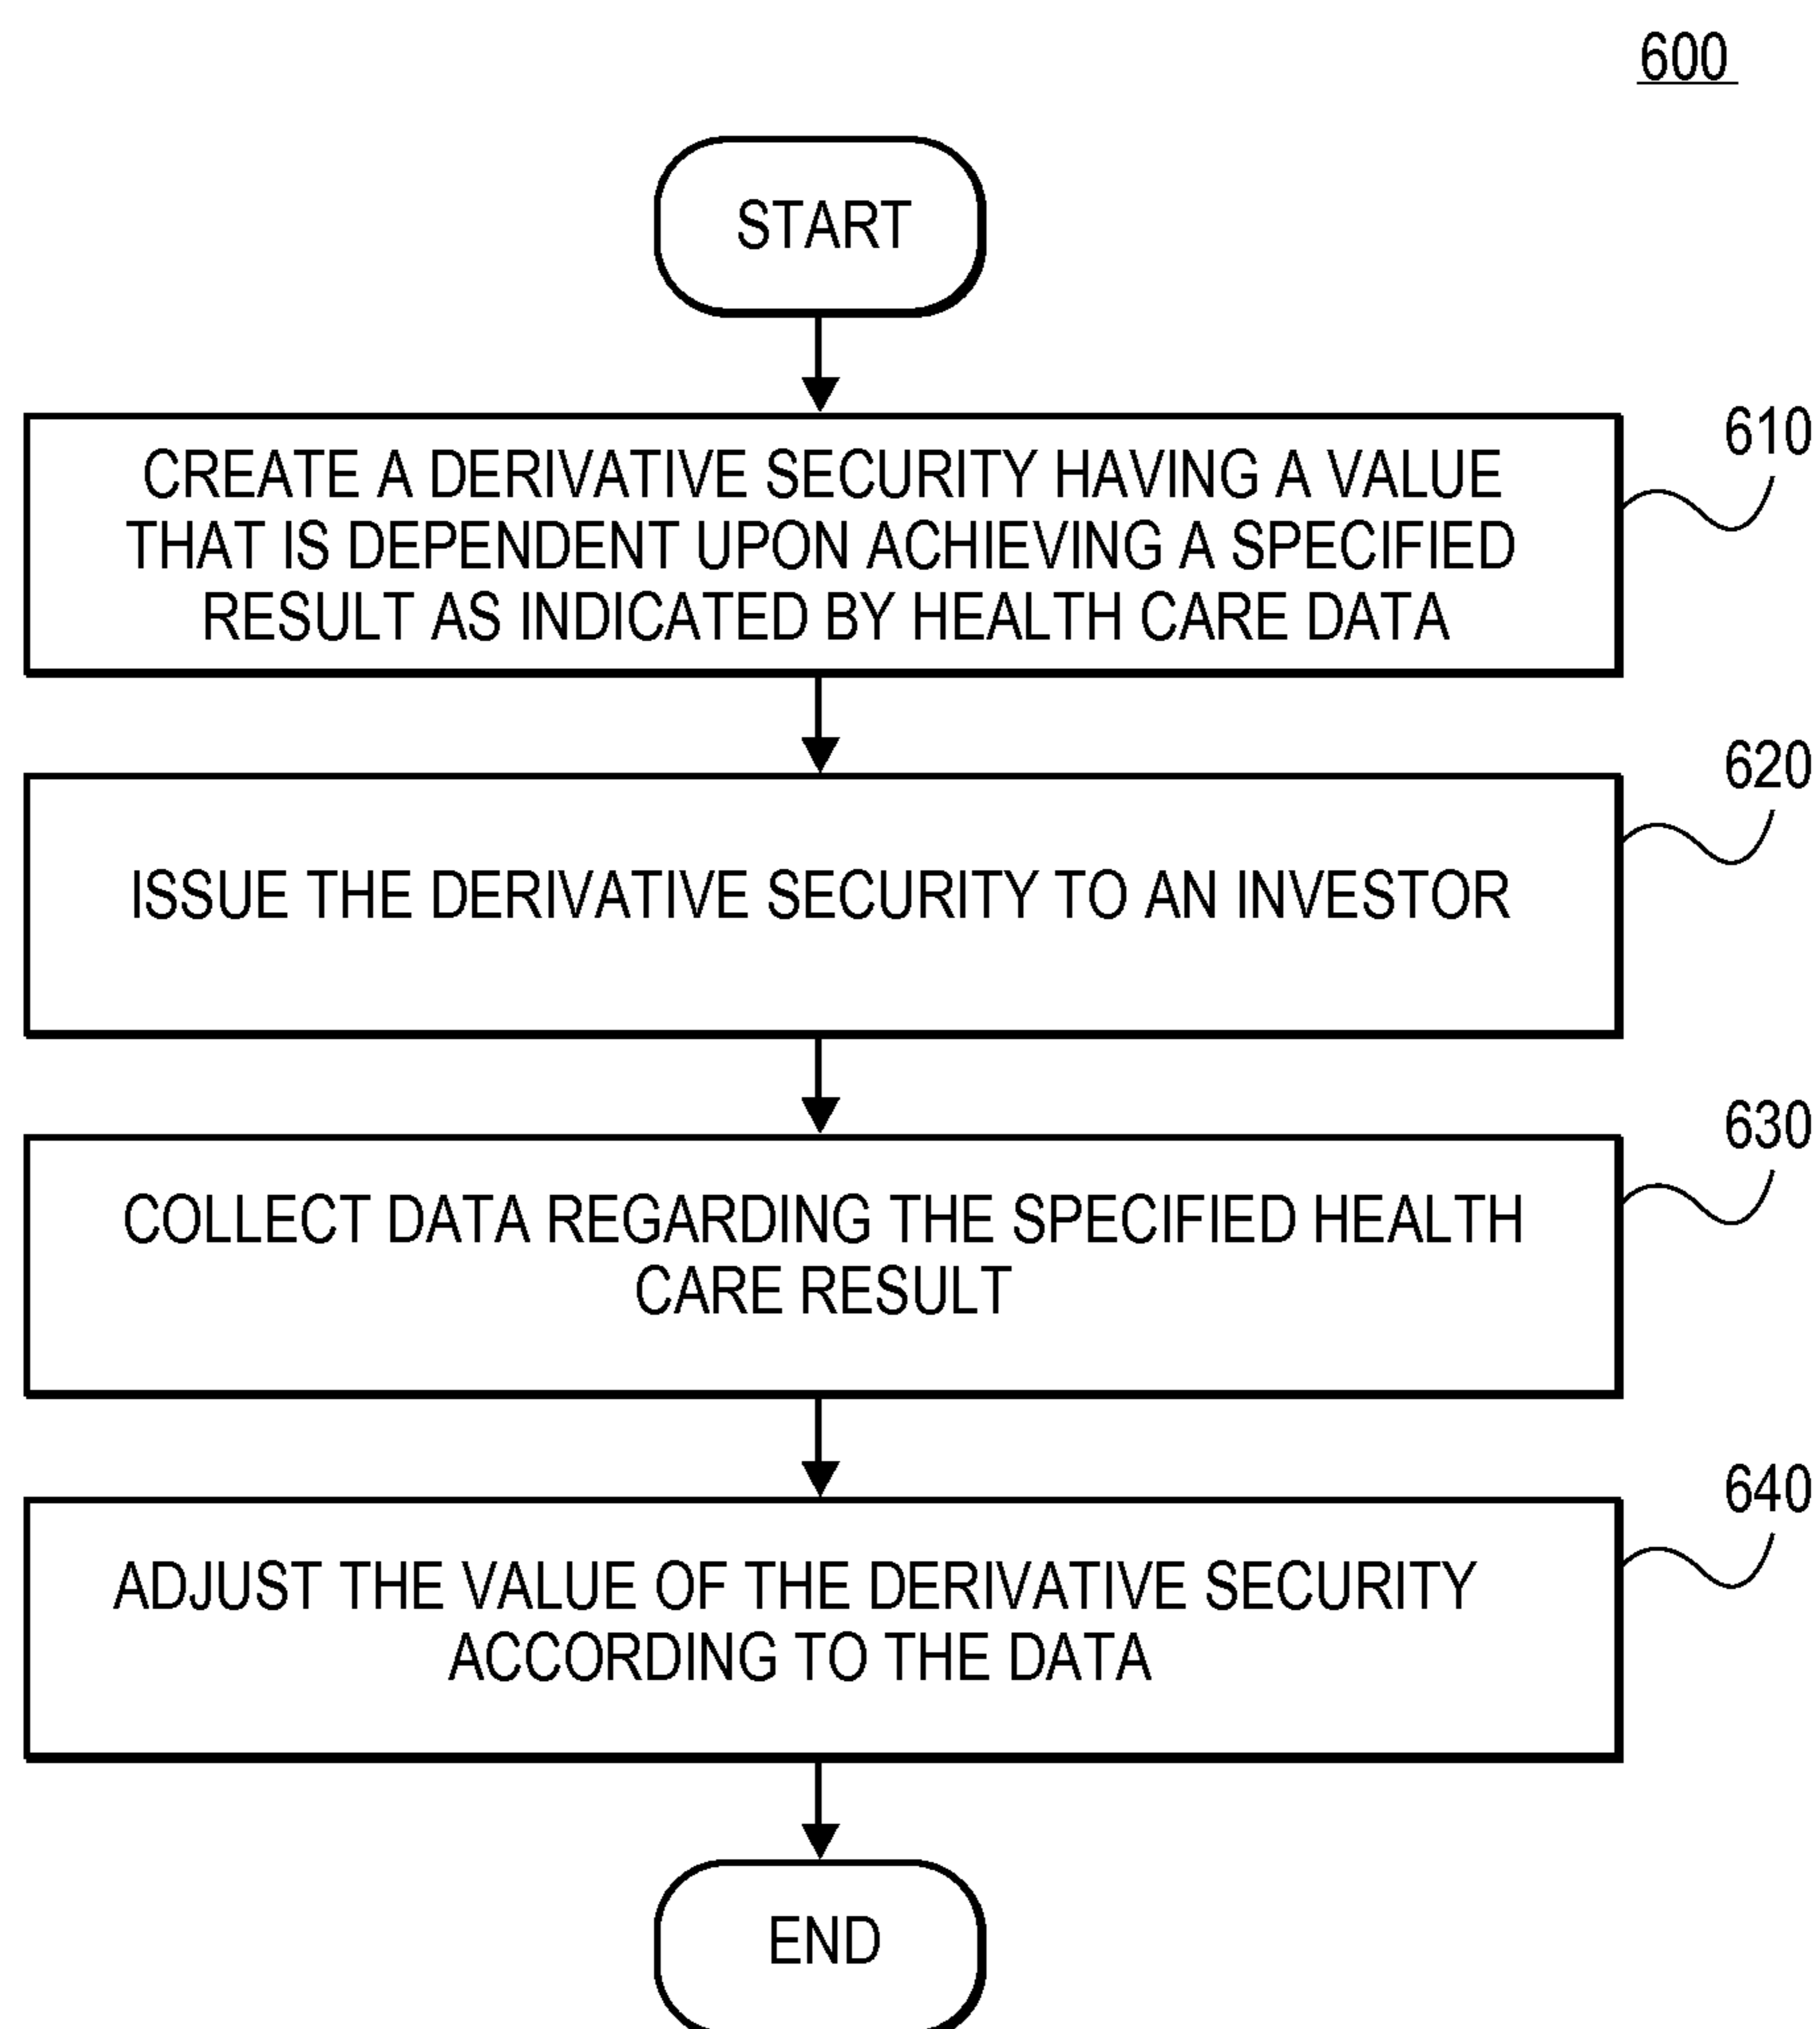 600
START
CREATE A DERIVATIVE SECURITY HAVING A VALUE
THAT IS DEPENDENT UPON ACHIEVING A SPECIFIED
RESULT AS INDICATED BY HEALTH CARE DATA
610
ISSUE THE DERIVATIVE SECURITY TO AN INVESTOR
620
COLLECT DATA REGARDING THE SPECIFIED HEALTH
CARE RESULT
630
ADJUST THE VALUE OF THE DERIVATIVE SECURITY
ACCORDING TO THE DATA
640
END